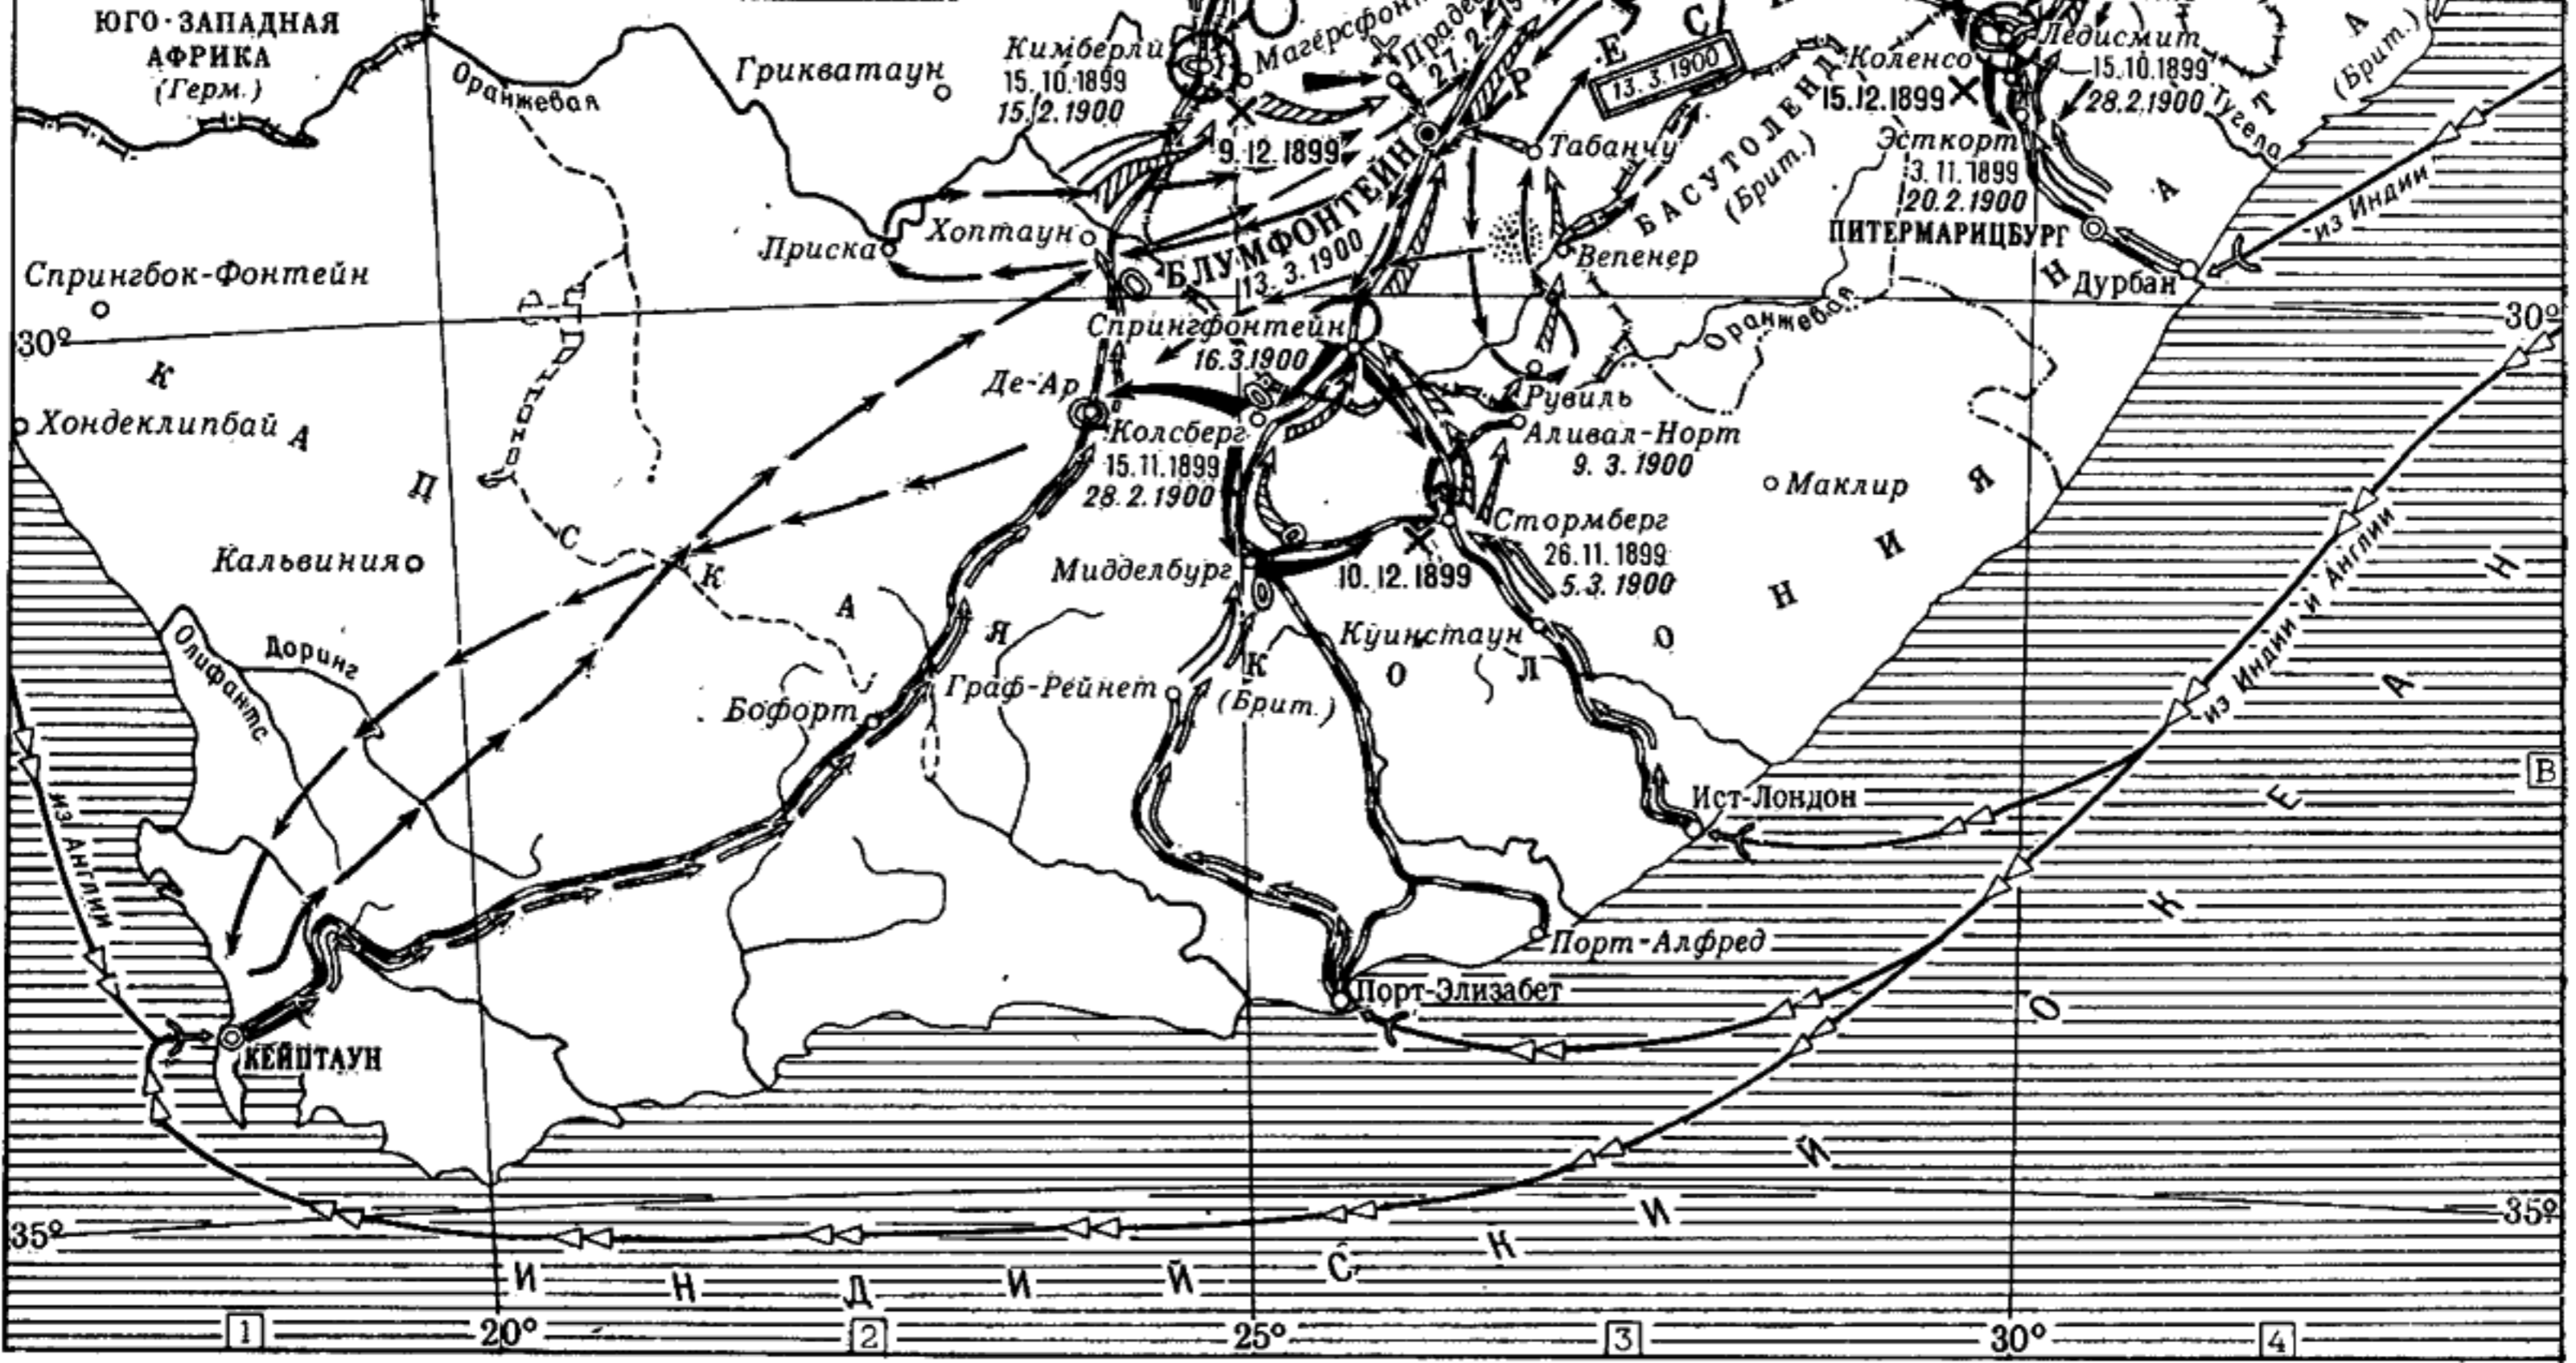 ЮГО-ЗАПАДНАЯ
АФРИКА
(Герм.)
Оранжевая
Грикватаун
Кимберли
15.10.1899
15.2.1900
9.12.1899
27.2.
Р Е С
13.3.1900
Ледисмит
15.10.1899
28.2.1900
Коленсо
15.12.1899
Тугела
(Брит.)
Эсткорт
3.11.1899
20.2.1900
ПИТЕРМАРИЦБУРГ
Дурбан
из Индии
Н А Т А
Табанчу
БАСУТОЛЕНД
(Брит.)
Вепенер
БЛУМФОНТЕЙН
13.3.1900
Хоптаун
Приска
Спрингбок-Фонтейн
30°
30°
Спрингфонтейн
16.3.1900
Оранжевая
Де-Ар
Хондеклипбай
Колсберг
15.11.1899
28.2.1900
Рувиль
Аливал-Норт
9.3.1900
Маклир
Стормберг
26.11.1899
5.3.1900
10.12.1899
Кальвиния
Мидделбург
Куинстаун
К А П С К А Я
К О Л О Н И Я
(Брит.)
Олифантс
Доринг
Бофорт
Граф-Рейнет
из Индии и Англии
из Англии
В
Ист-Лондон
Порт-Алфред
Порт-Элизабет
КЕЙПТАУН
35°
35°
И Н Д И Й С К И Й
О К Е А Н
1
20°
2
25°
3
30°
4